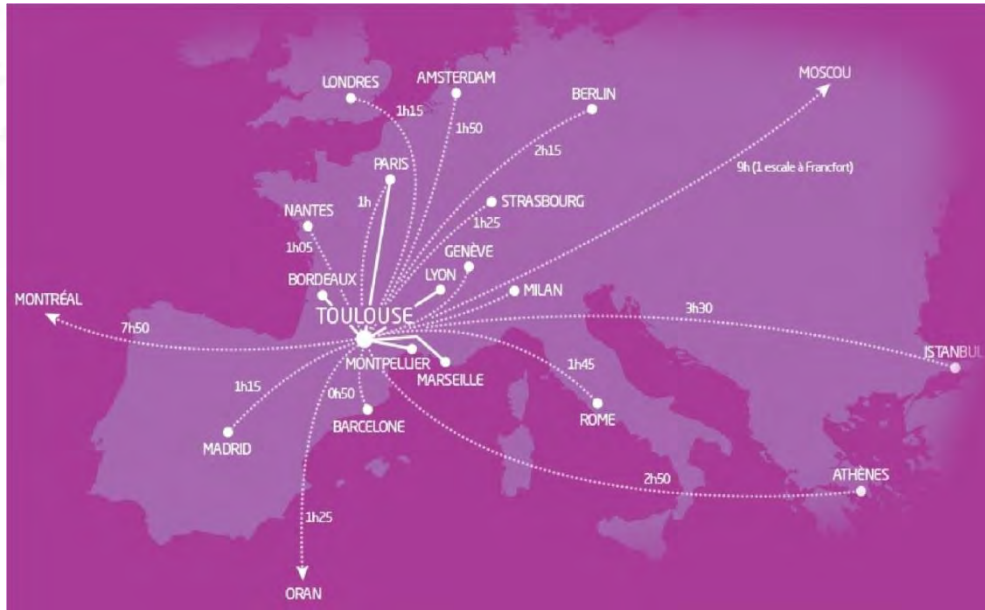 LONDRES
AMSTERDAM
BERLIN
MOSCOU
1h15
1h50
2h15
PARIS
9h (1 escale à Francfort)
1h
STRASBOURG
NANTES
1h25
1h05
GENÈVE
BORDEAUX
LYON
MILAN
MONTRÉAL
TOULOUSE
3h30
7h50
ISTANBUL
MONTPELLIER
MARSEILLE
1h45
1h15
0h50
BARCELONE
ROME
MADRID
ATHÈNES
2h50
1h25
ORAN